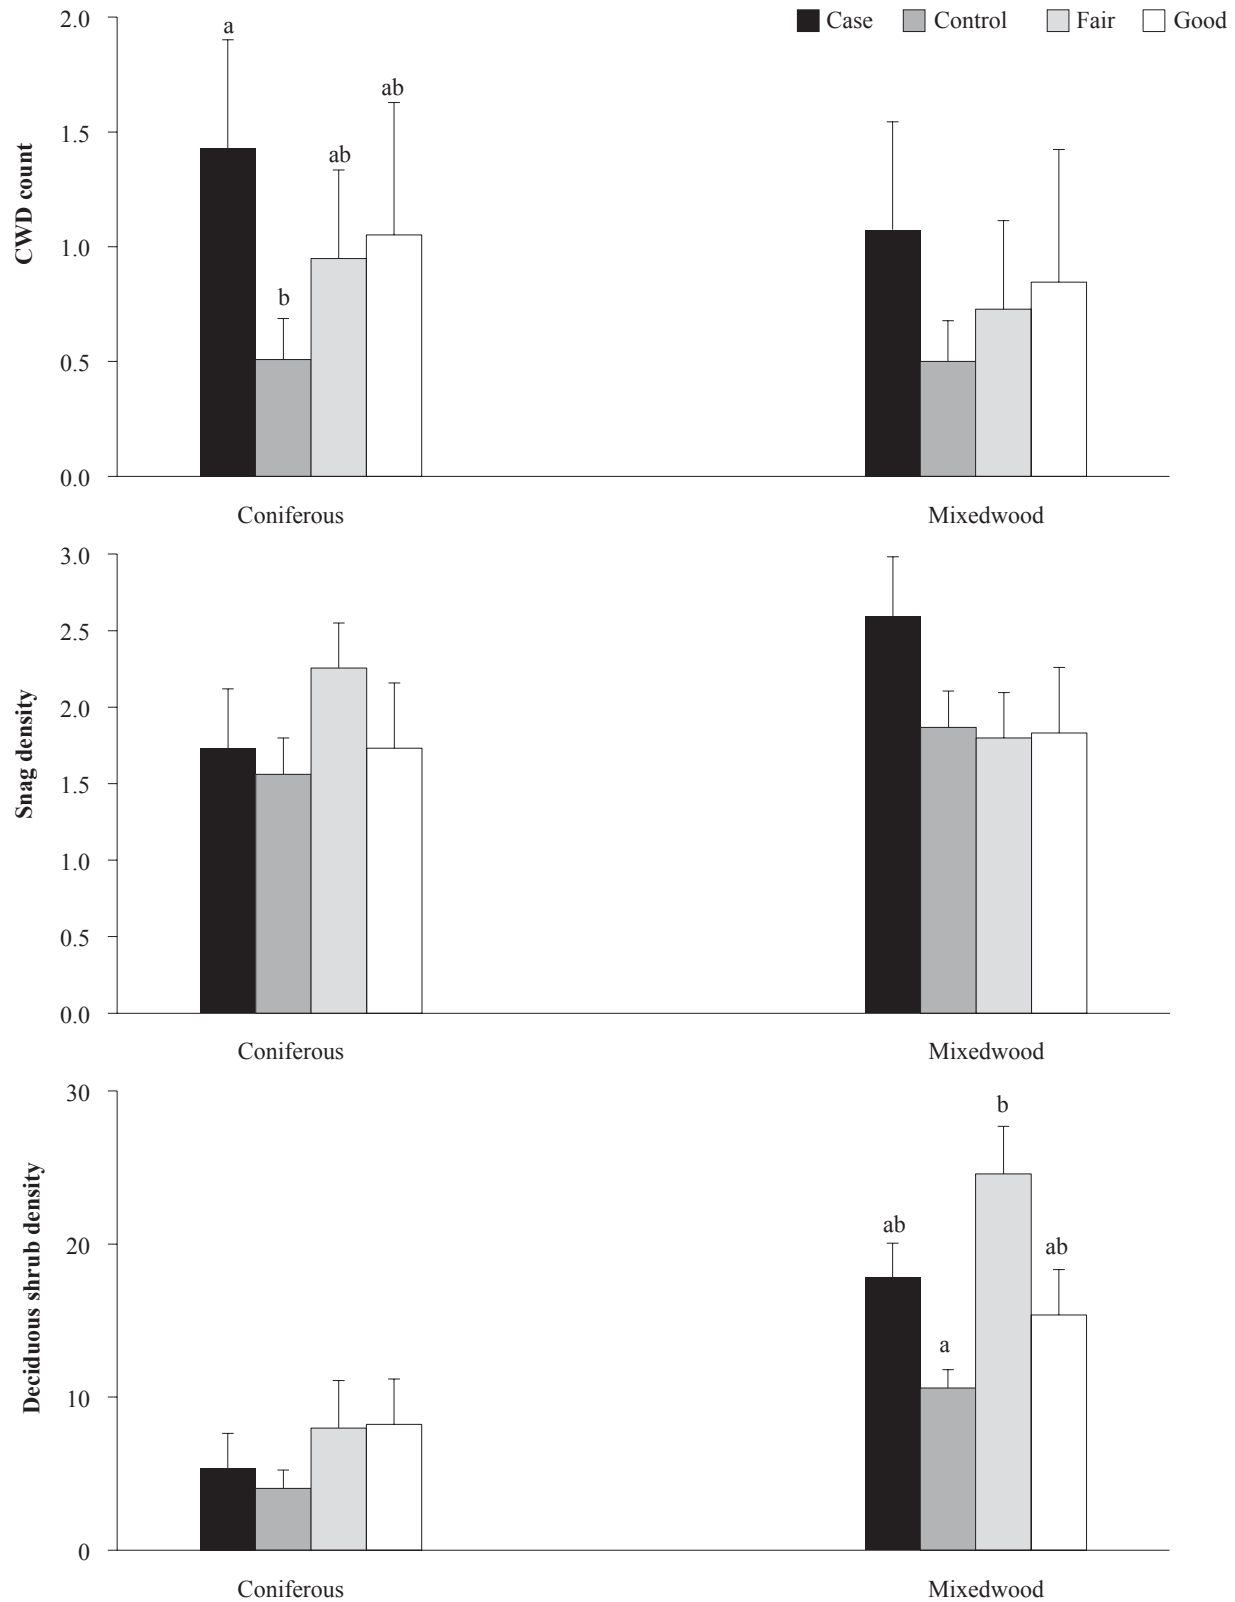 Case Control Fair Good
CWD count
2.0
1.5
1.0
0.5
0.0
a
b
ab
ab
Coniferous Mixedwood
Snag density
3.0
2.5
2.0
1.5
1.0
0.5
0.0
Coniferous Mixedwood
Deciduous shrub density
30
20
10
0
ab
a
b
ab
Coniferous Mixedwood